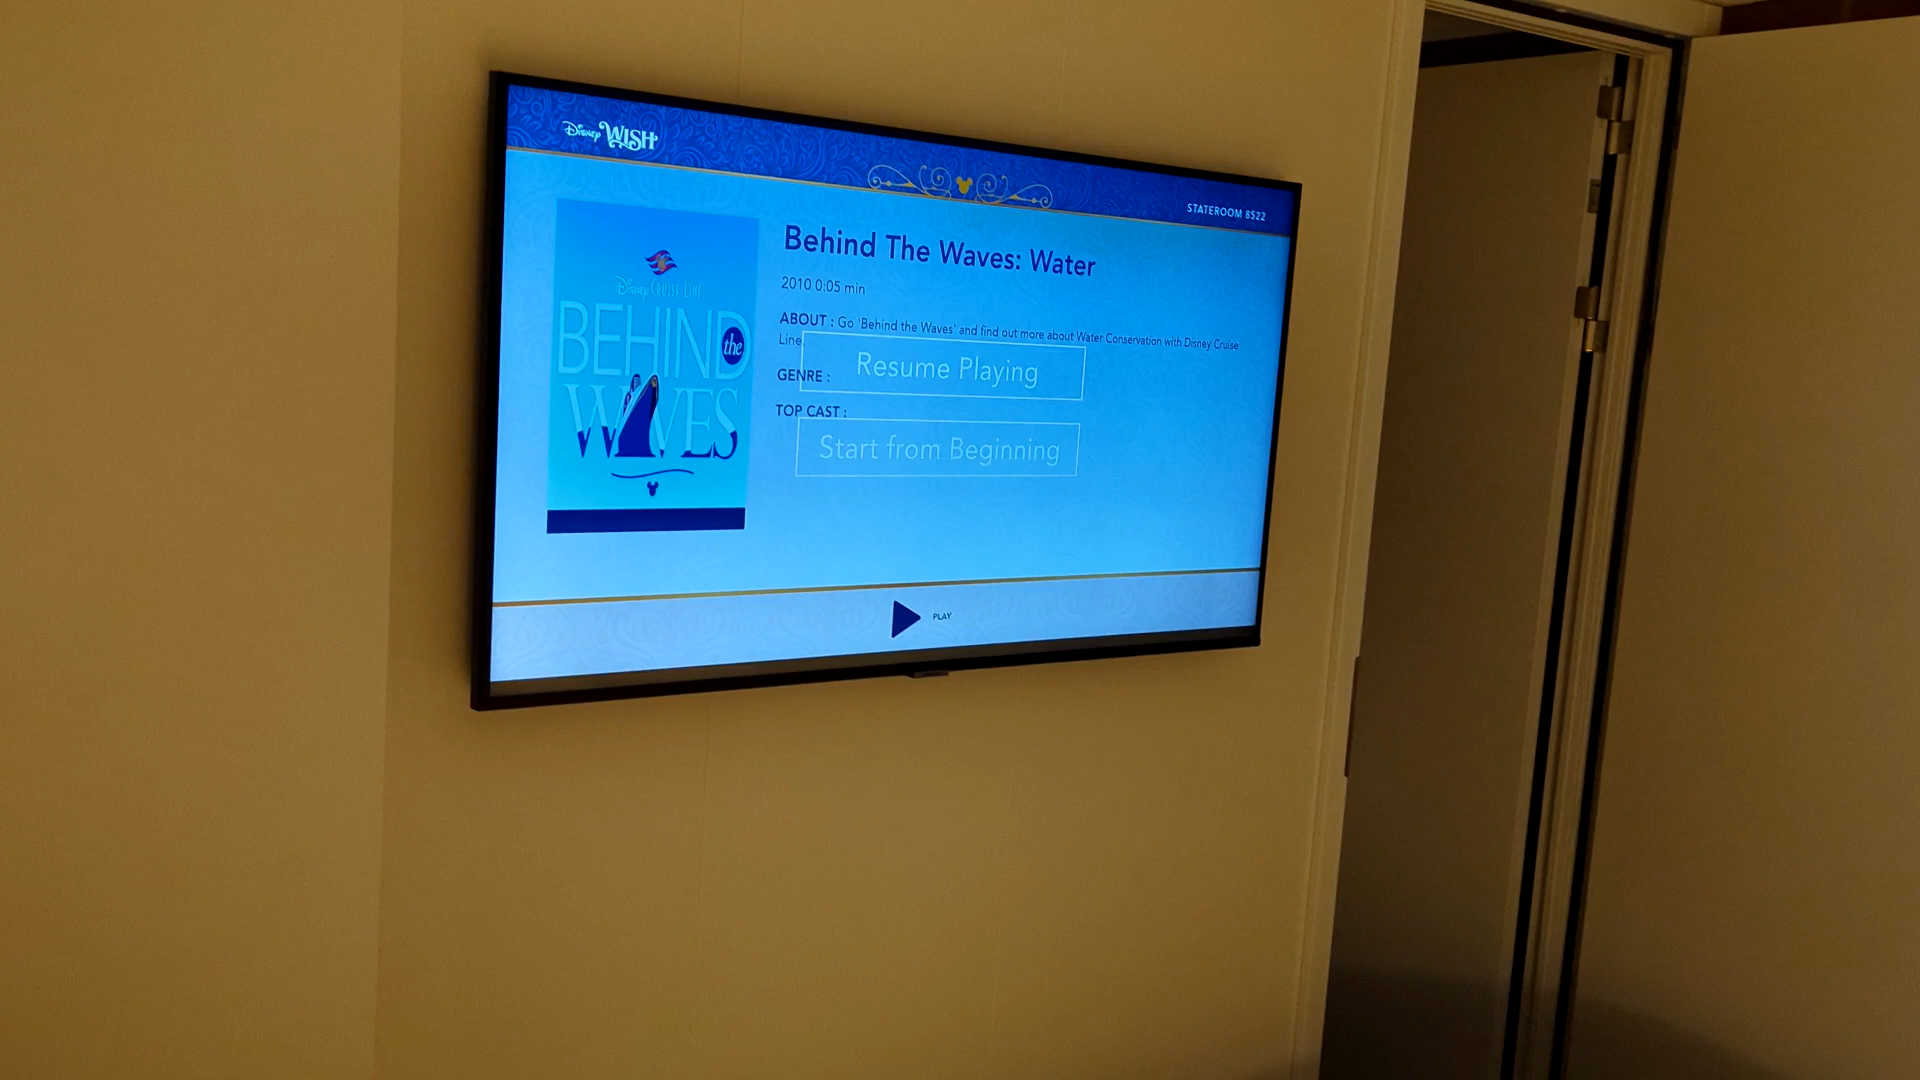 Disney WISH
STATEROOM 8522
Disney CRUISE LINE
BEHIND
the
WAVES
Behind The Waves: Water
2010 0:05 min
ABOUT : Go 'Behind the Waves' and find out more about Water Conservation with Disney Cruise
Line
Resume Playing
GENRE :
TOP CAST :
Start from Beginning
PLAY